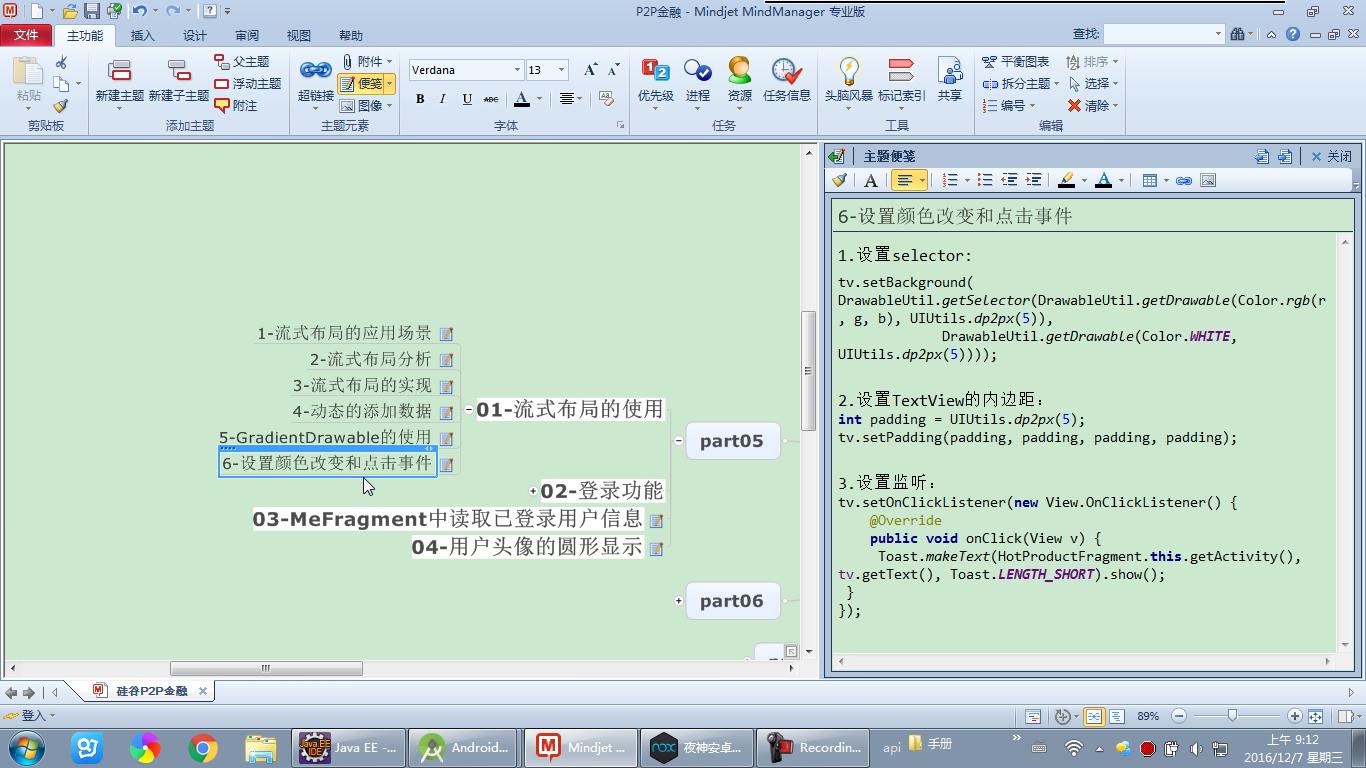 P2P金融 - Mindjet MindManager 专业版
文件 主功能 插入 设计 审阅 视图 帮助 查找:
粘贴 新建主题 新建子主题 父主题 浮动主题 附注 超链接 附件 便笺 图像 Verdana 13 B I U ABC A 优先级 进程 资源 任务信息 头脑风暴 标记索引 共享 平衡图表 拆分主题 编号 排序 选择 清除
剪贴板 添加主题 主题元素 字体 任务 工具 编辑
1-流式布局的应用场景
2-流式布局分析
3-流式布局的实现
4-动态的添加数据
5-GradientDrawable的使用
6-设置颜色改变和点击事件
01-流式布局的使用
02-登录功能
03-MeFragment中读取已登录用户信息
04-用户头像的圆形显示
part05
part06
主题便笺 关闭
6-设置颜色改变和点击事件
1.设置selector:
tv.setBackground(
DrawableUtil.getSelector(DrawableUtil.getDrawable(Color.rgb(r
, g, b), UIUtils.dp2px(5)),
DrawableUtil.getDrawable(Color.WHITE,
UIUtils.dp2px(5))));
2.设置TextView的内边距:
int padding = UIUtils.dp2px(5);
tv.setPadding(padding, padding, padding, padding);
3.设置监听:
tv.setOnClickListener(new View.OnClickListener() {
@Override
public void onClick(View v) {
Toast.makeText(HotProductFragment.this.getActivity(),
tv.getText(), Toast.LENGTH_SHORT).show();
}
});
硅谷P2P金融
登入 89%
Java EE -... Android... Mindjet ... 夜神安卓... Recordin... api 手册 上午 9:12
2016/12/7 星期三